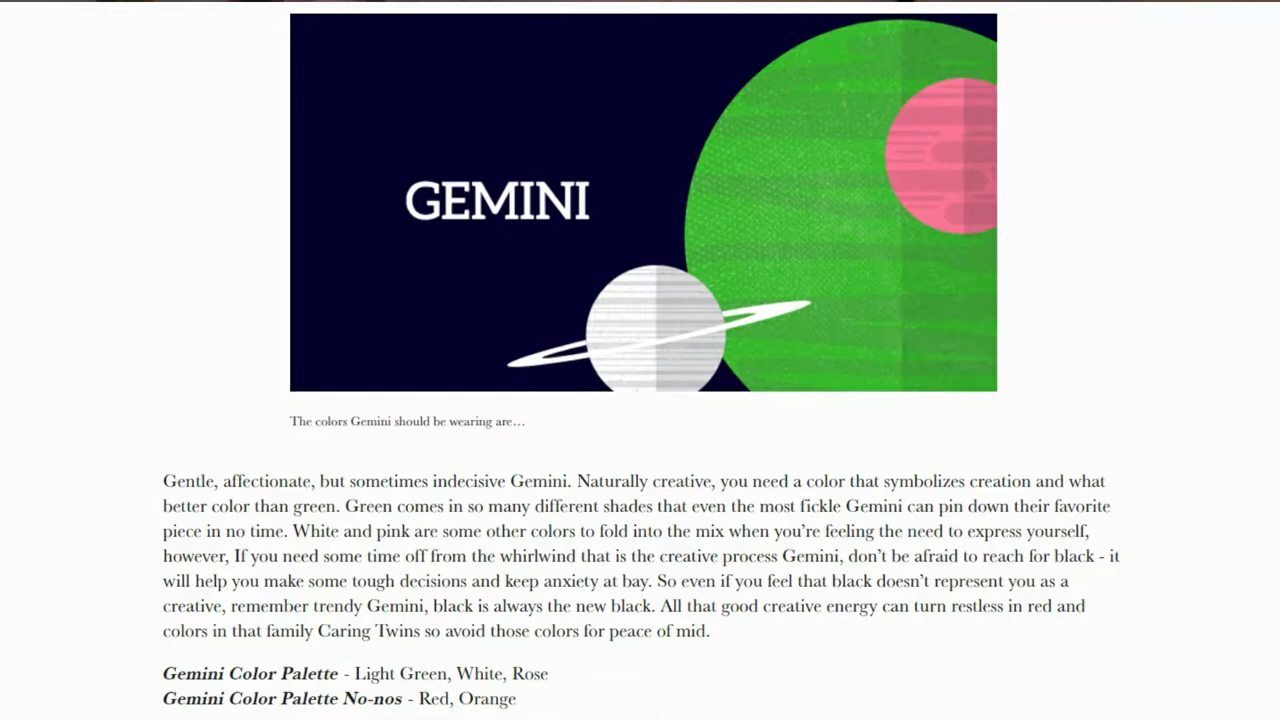 GEMINI
The colors Gemini should be wearing are...
Gentle, affectionate, but sometimes indecisive Gemini. Naturally creative, you need a color that symbolizes creation and what
better color than green. Green comes in so many different shades that even the most fickle Gemini can pin down their favorite
piece in no time. White and pink are some other colors to fold into the mix when you’re feeling the need to express yourself,
however, If you need some time off from the whirlwind that is the creative process Gemini, don’t be afraid to reach for black - it
will help you make some tough decisions and keep anxiety at bay. So even if you feel that black doesn’t represent you as a
creative, remember trendy Gemini, black is always the new black. All that good creative energy can turn restless in red and
colors in that family Caring Twins so avoid those colors for peace of mid.
Gemini Color Palette - Light Green, White, Rose
Gemini Color Palette No-nos - Red, Orange